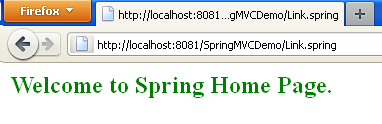 Firefox
http://localhost:8081...gMVCDemo/Link.spring
http://localhost:8081/SpringMVCDemo/Link.spring
Welcome to Spring Home Page.